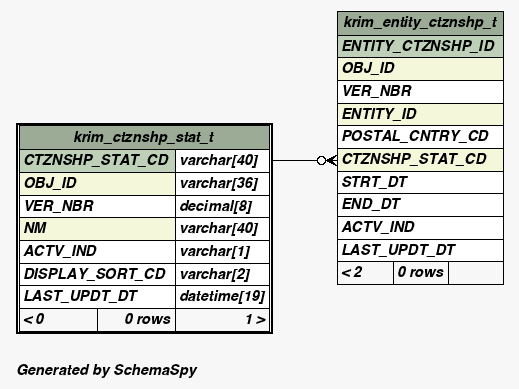 krim_entity_ctznshp_t
ENTITY_CTZNSHP_ID
OBJ_ID
VER_NBR
ENTITY_ID
POSTAL_CNTRY_CD
CTZNSHP_STAT_CD
STRT_DT
END_DT
ACTV_IND
LAST_UPDT_DT
< 2 0 rows
krim_ctznshp_stat_t
CTZNSHP_STAT_CD varchar[40]
OBJ_ID varchar[36]
VER_NBR decimal[8]
NM varchar[40]
ACTV_IND varchar[1]
DISPLAY_SORT_CD varchar[2]
LAST_UPDT_DT datetime[19]
< 0 0 rows 1 >
Generated by SchemaSpy